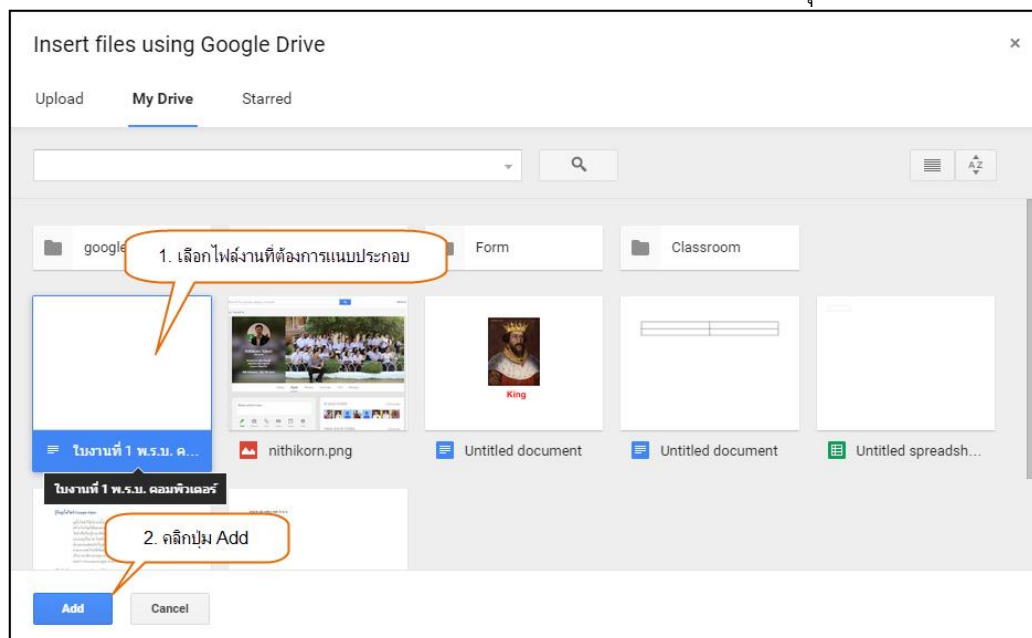 Insert files using Google Drive
×
Upload My Drive Starred
AZ
google
Form
Classroom
1. เลือกไฟล์งานที่ต้องการแนบประกอบ
King
ใบงานที่ 1 พ.ร.บ. ค...
nithikorn.png
Untitled document
Untitled document
Untitled spreadsh...
ใบงานที่ 1 พ.ร.บ. คอมพิวเตอร์
2. คลิกปุ่ม Add
Add
Cancel